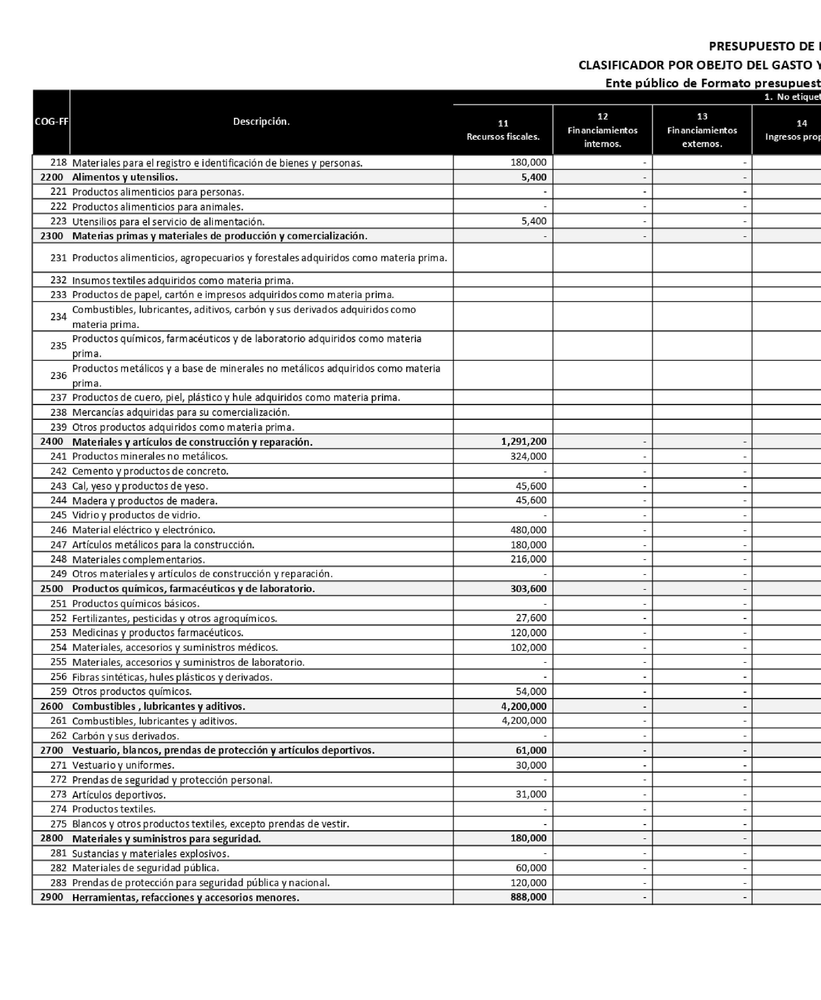 PRESUPUESTO DE
CLASIFICADOR POR OBEJTO DEL GASTO Y
Ente público de Formato presupuest
1. No etiquet
COG-FF Descripción. 11 Recursos fiscales. 12 Financiamientos internos. 13 Financiamientos externos. 14 Ingresos prop
218 Materiales para el registro e identificación de bienes y personas. 180,000 - -
2200 Alimentos y utensilios. 5,400 - -
221 Productos alimenticios para personas. - - -
222 Productos alimenticios para animales. - - -
223 Utensilios para el servicio de alimentación. 5,400 - -
2300 Materias primas y materiales de producción y comercialización. - - -
231 Productos alimenticios, agropecuarios y forestales adquiridos como materia prima.
232 Insumos textiles adquiridos como materia prima.
233 Productos de papel, cartón e impresos adquiridos como materia prima.
234 Combustibles, lubricantes, aditivos, carbón y sus derivados adquiridos como
materia prima.
235 Productos químicos, farmacéuticos y de laboratorio adquiridos como materia
prima.
236 Productos metálicos y a base de minerales no metálicos adquiridos como materia
prima.
237 Productos de cuero, piel, plástico y hule adquiridos como materia prima.
238 Mercancías adquiridas para su comercialización.
239 Otros productos adquiridos como materia prima.
2400 Materiales y artículos de construcción y reparación. 1,291,200 - -
241 Productos minerales no metálicos. 324,000 - -
242 Cemento y productos de concreto. - - -
243 Cal, yeso y productos de yeso. 45,600 - -
244 Madera y productos de madera. 45,600 - -
245 Vidrio y productos de vidrio. - - -
246 Material eléctrico y electrónico. 480,000 - -
247 Artículos metálicos para la construcción. 180,000 - -
248 Materiales complementarios. 216,000 - -
249 Otros materiales y artículos de construcción y reparación. - - -
2500 Productos químicos, farmacéuticos y de laboratorio. 303,600 - -
251 Productos químicos básicos. - - -
252 Fertilizantes, pesticidas y otros agroquímicos. 27,600 - -
253 Medicinas y productos farmacéuticos. 120,000 - -
254 Materiales, accesorios y suministros médicos. 102,000 - -
255 Materiales, accesorios y suministros de laboratorio. - - -
256 Fibras sintéticas, hules plásticos y derivados. - - -
259 Otros productos químicos. 54,000 - -
2600 Combustibles , lubricantes y aditivos. 4,200,000 - -
261 Combustibles, lubricantes y aditivos. 4,200,000 - -
262 Carbón y sus derivados. - - -
2700 Vestuario, blancos, prendas de protección y artículos deportivos. 61,000 - -
271 Vestuario y uniformes. 30,000 - -
272 Prendas de seguridad y protección personal. - - -
273 Artículos deportivos. 31,000 - -
274 Productos textiles. - - -
275 Blancos y otros productos textiles, excepto prendas de vestir. - - -
2800 Materiales y suministros para seguridad. 180,000 - -
281 Sustancias y materiales explosivos. - - -
282 Materiales de seguridad pública. 60,000 - -
283 Prendas de protección para seguridad pública y nacional. 120,000 - -
2900 Herramientas, refacciones y accesorios menores. 888,000 - -